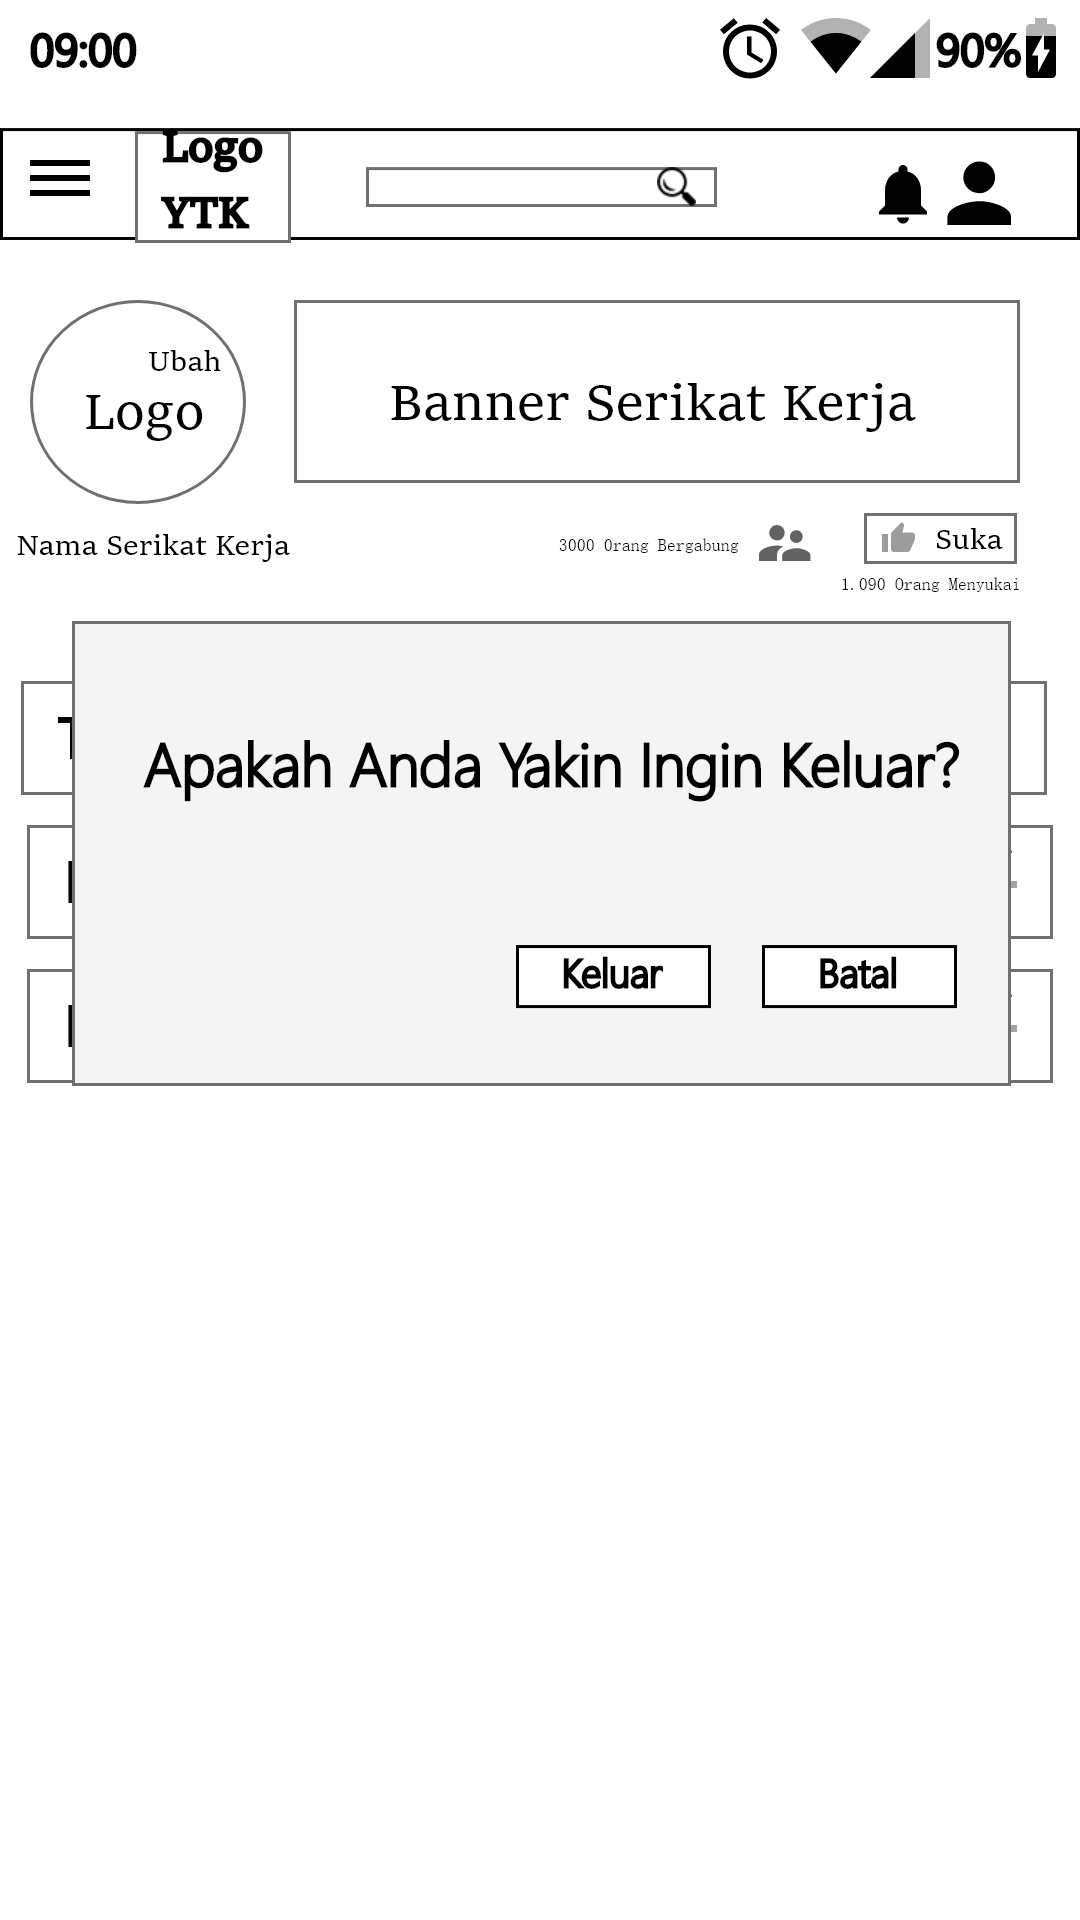 09:00
90%
Logo
YTK
Ubah
Logo
Banner Serikat Kerja
Nama Serikat Kerja
3000 Orang Bergabung
Suka
1.090 Orang Menyukai
Apakah Anda Yakin Ingin Keluar?
Keluar
Batal